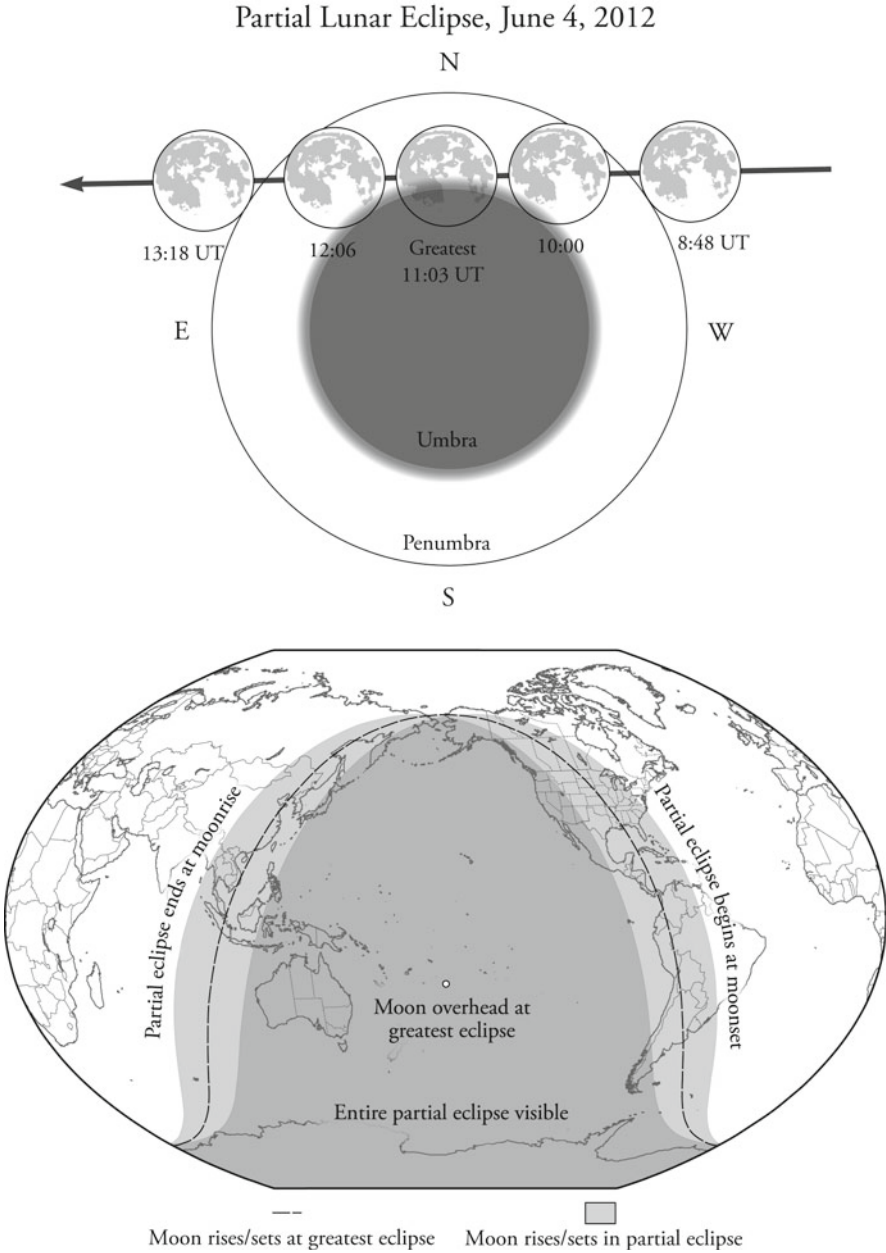 Partial Lunar Eclipse, June 4, 2012
N
13:18 UT
12:06
Greatest
11:03 UT
10:00
8:48 UT
E
W
Umbra
Penumbra
S
Partial eclipse ends at moonrise
Partial eclipse begins at moonset
Moon overhead at
greatest eclipse
Entire partial eclipse visible
Moon rises/sets at greatest eclipse
Moon rises/sets in partial eclipse